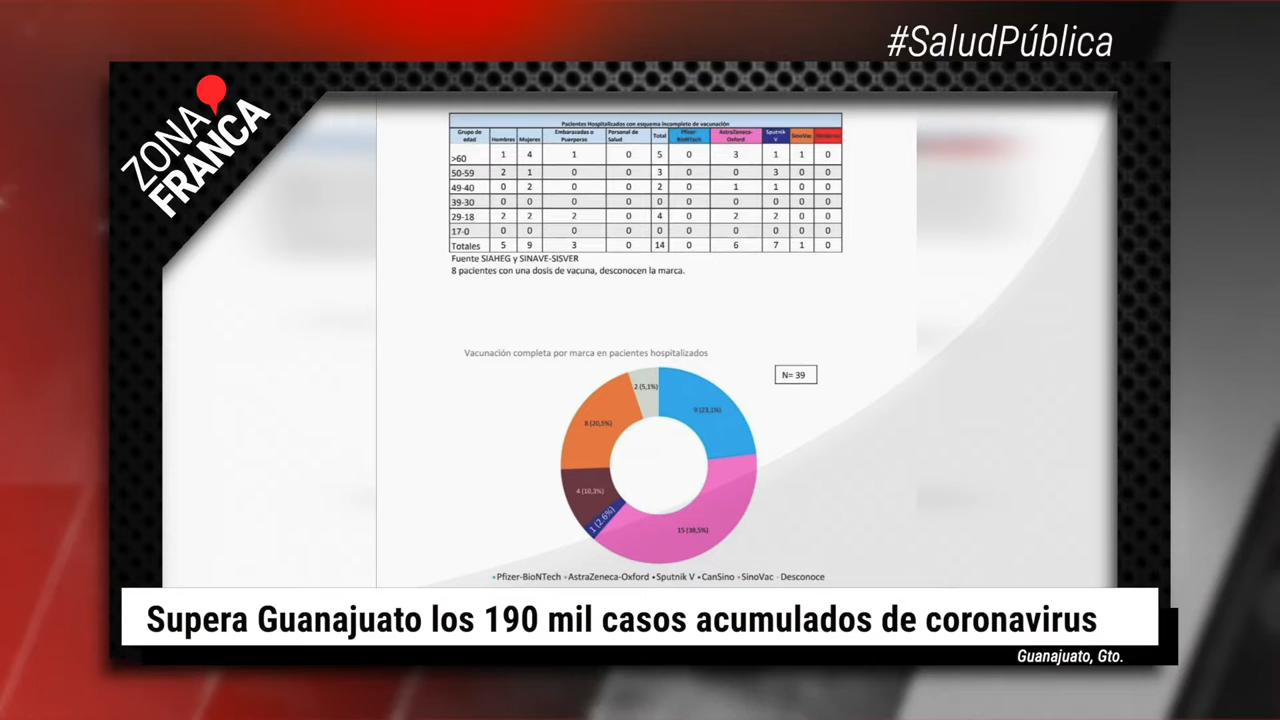 #SaludPública
ZONA
FRANCA
Pacientes Hospitalizados con esquema incompleto de vacunación
Grupo de edad Hombres Mujeres Embarazadas o Puerperas Personal de Salud Total Pfizer BioNTech AstraZeneca-Oxford Sputnik V SinoVac
>60 1 4 1 0 5 0 3 1 1 0
50-59 2 1 0 0 3 0 0 3 0 0
49-40 0 2 0 0 2 0 1 1 0 0
39-30 0 0 0 0 0 0 0 0 0 0
29-18 2 2 2 0 4 0 2 2 0 0
17-0 0 0 0 0 0 0 0 0 0 0
Totales 5 9 3 0 14 0 6 7 1 0
Fuente SIAHEG y SINAVE-SISVER
8 pacientes con una dosis de vacuna, desconocen la marca.
Vacunación completa por marca en pacientes hospitalizados
N= 39
2 (5,1%)
9 (23,1%)
8 (20,5%)
4 (10,3%)
1 (2,6%)
15 (38,5%)
Pfizer-BioNTech AstraZeneca-Oxford Sputnik V CanSino SinoVac Desconoce
Supera Guanajuato los 190 mil casos acumulados de coronavirus
Guanajuato, Gto.